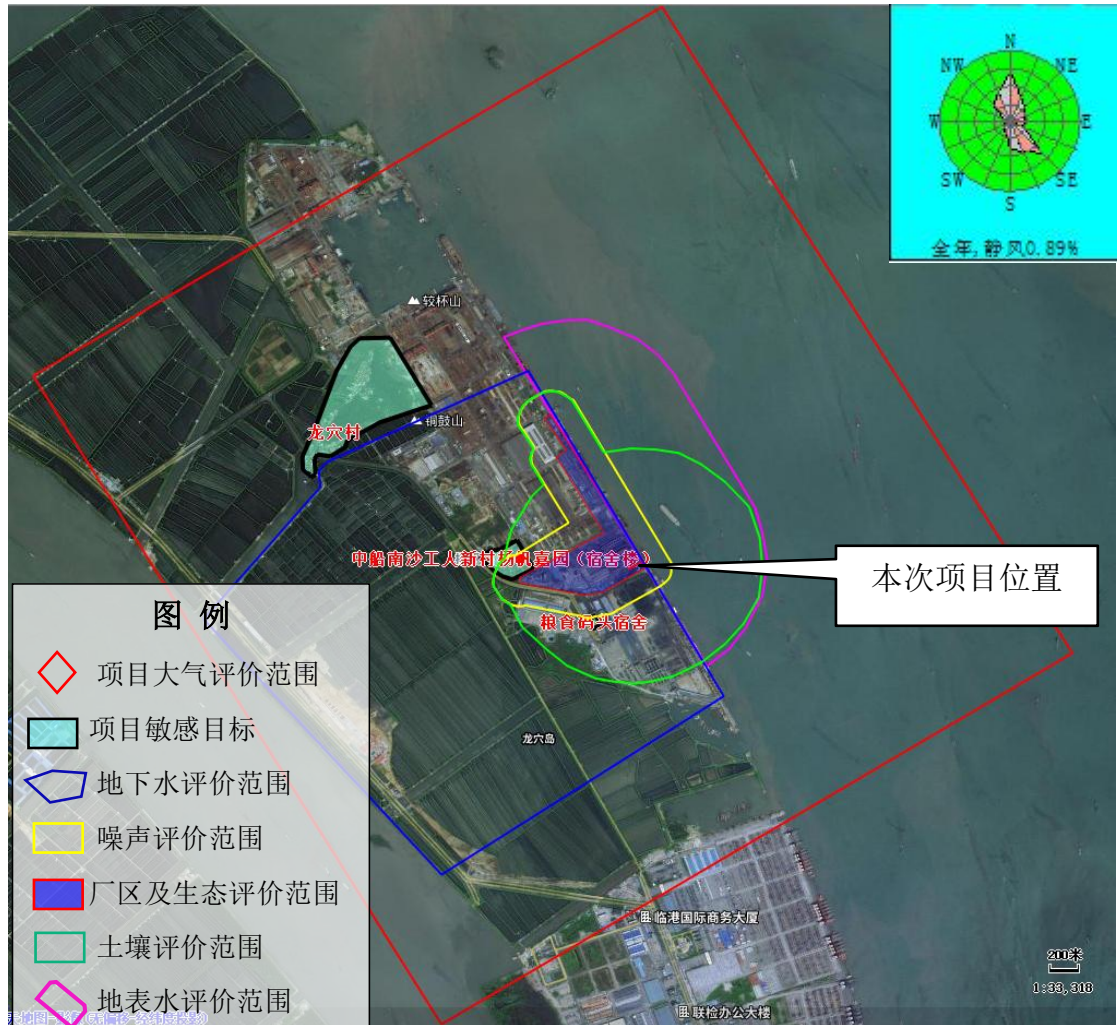 N
NW
NE
W
E
SW
SE
S
全年,静风0.89%
较杯山
铜鼓山
龙穴村
中船南沙工人新村扬帆嘉园（宿舍楼）
本次项目位置
粮食码头宿舍
龙穴岛
图 例
项目大气评价范围
项目敏感目标
地下水评价范围
噪声评价范围
厂区及生态评价范围
土壤评价范围
地表水评价范围
临港国际商务大厦
联检办公大楼
200米
1:33,318